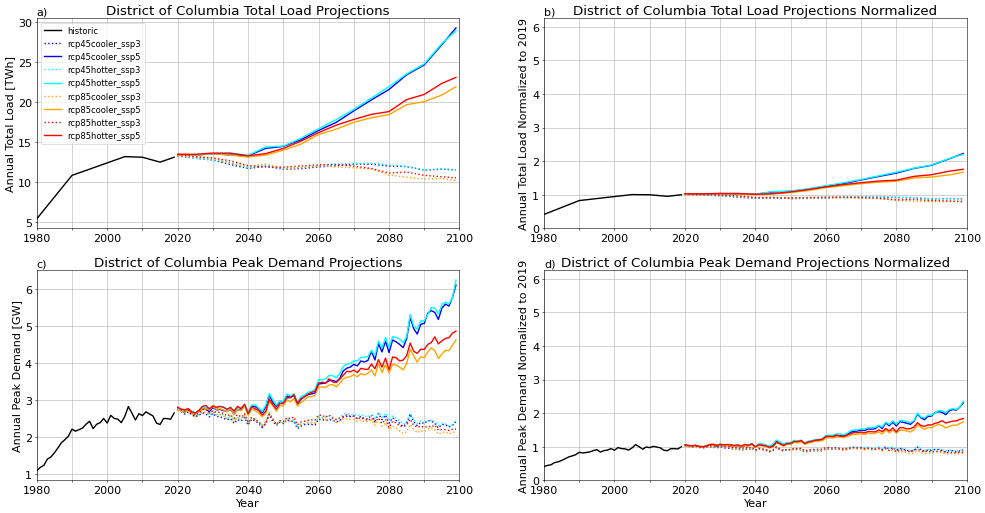 a) District of Columbia Total Load Projections
Annual Total Load [TWh]
30
25
20
15
10
5
historic
rcp45cooler_ssp3
rcp45cooler_ssp5
rcp45hotter_ssp3
rcp45hotter_ssp5
rcp85cooler_ssp3
rcp85cooler_ssp5
rcp85hotter_ssp3
rcp85hotter_ssp5
1980 2000 2020 2040 2060 2080 2100
b) District of Columbia Total Load Projections Normalized
Annual Total Load Normalized to 2019
6
5
4
3
2
1
0
1980 2000 2020 2040 2060 2080 2100
c) District of Columbia Peak Demand Projections
Annual Peak Demand [GW]
6
5
4
3
2
1
1980 2000 2020 2040 2060 2080 2100
Year
d) District of Columbia Peak Demand Projections Normalized
Annual Peak Demand Normalized to 2019
6
5
4
3
2
1
0
1980 2000 2020 2040 2060 2080 2100
Year